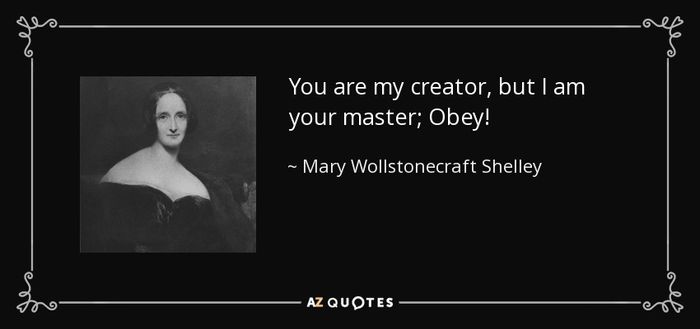 You are my creator, but I am
your master; Obey!
~ Mary Wollstonecraft Shelley
AZ QUOTES